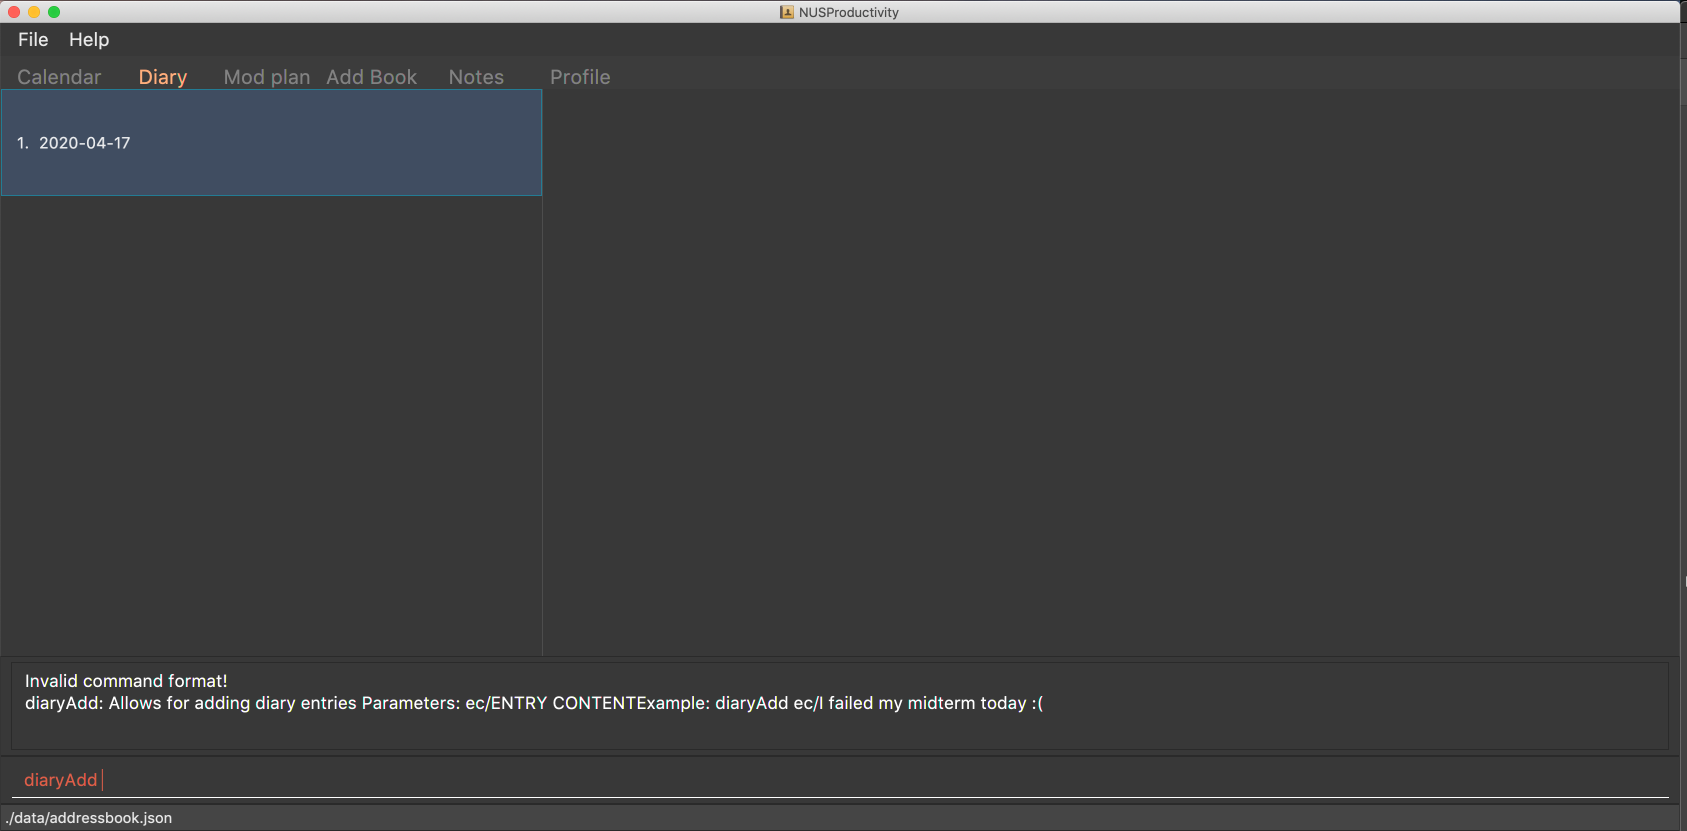 NUSProductivity
File Help
Calendar Diary Mod plan Add Book Notes Profile
1. 2020-04-17
Invalid command format!
diaryAdd: Allows for adding diary entries Parameters: ec/ENTRY CONTENTExample: diaryAdd ec/I failed my midterm today :(
diaryAdd
./data/addressbook.json